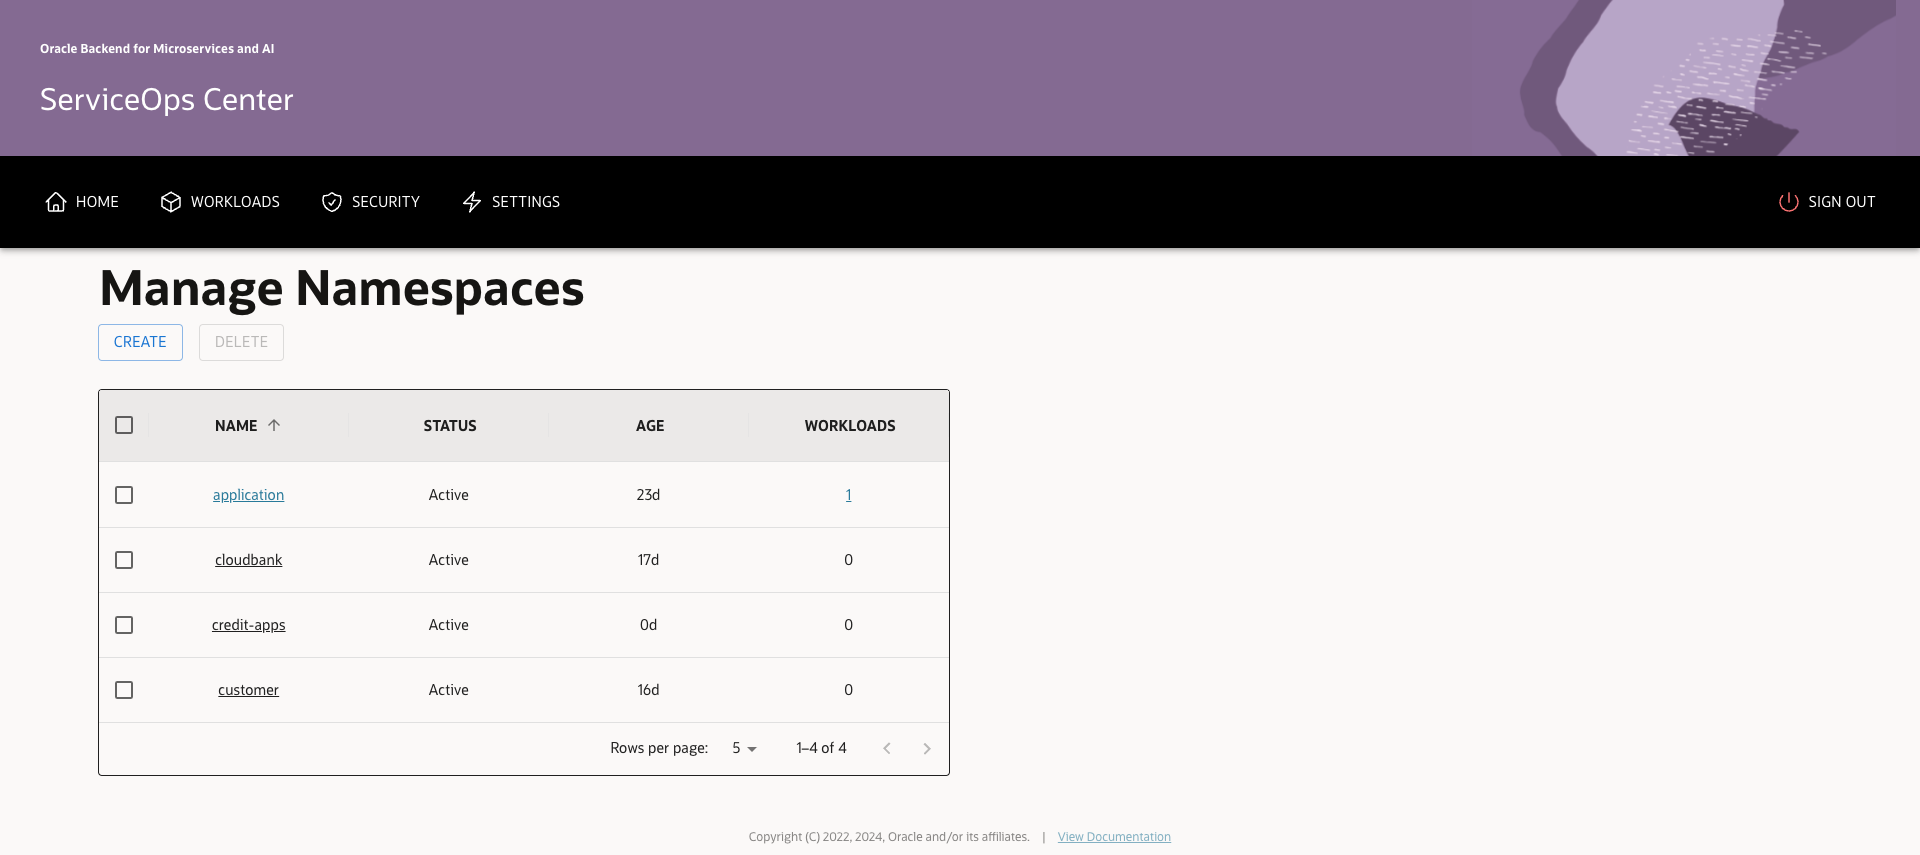 Oracle Backend for Microservices and AI
ServiceOps Center
HOME WORKLOADS SECURITY SETTINGS SIGN OUT
Manage Namespaces
CREATE DELETE
NAME STATUS AGE WORKLOADS
application Active 23d 1
cloudbank Active 17d 0
credit-apps Active 0d 0
customer Active 16d 0
Rows per page: 5 1–4 of 4
Copyright (C) 2022, 2024, Oracle and/or its affiliates. | View Documentation